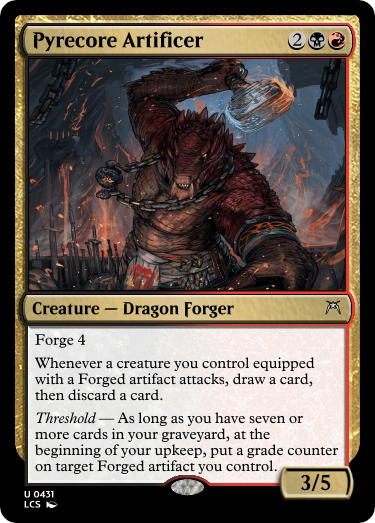 Pyrecore Artificer 2
Creature — Dragon Forger
Forge 4
Whenever a creature you control equipped
with a Forged artifact attacks, draw a card,
then discard a card.
Threshold — As long as you have seven or
more cards in your graveyard, at the
beginning of your upkeep, put a grade counter
on target Forged artifact you control.
3/5
U 0431
LCS